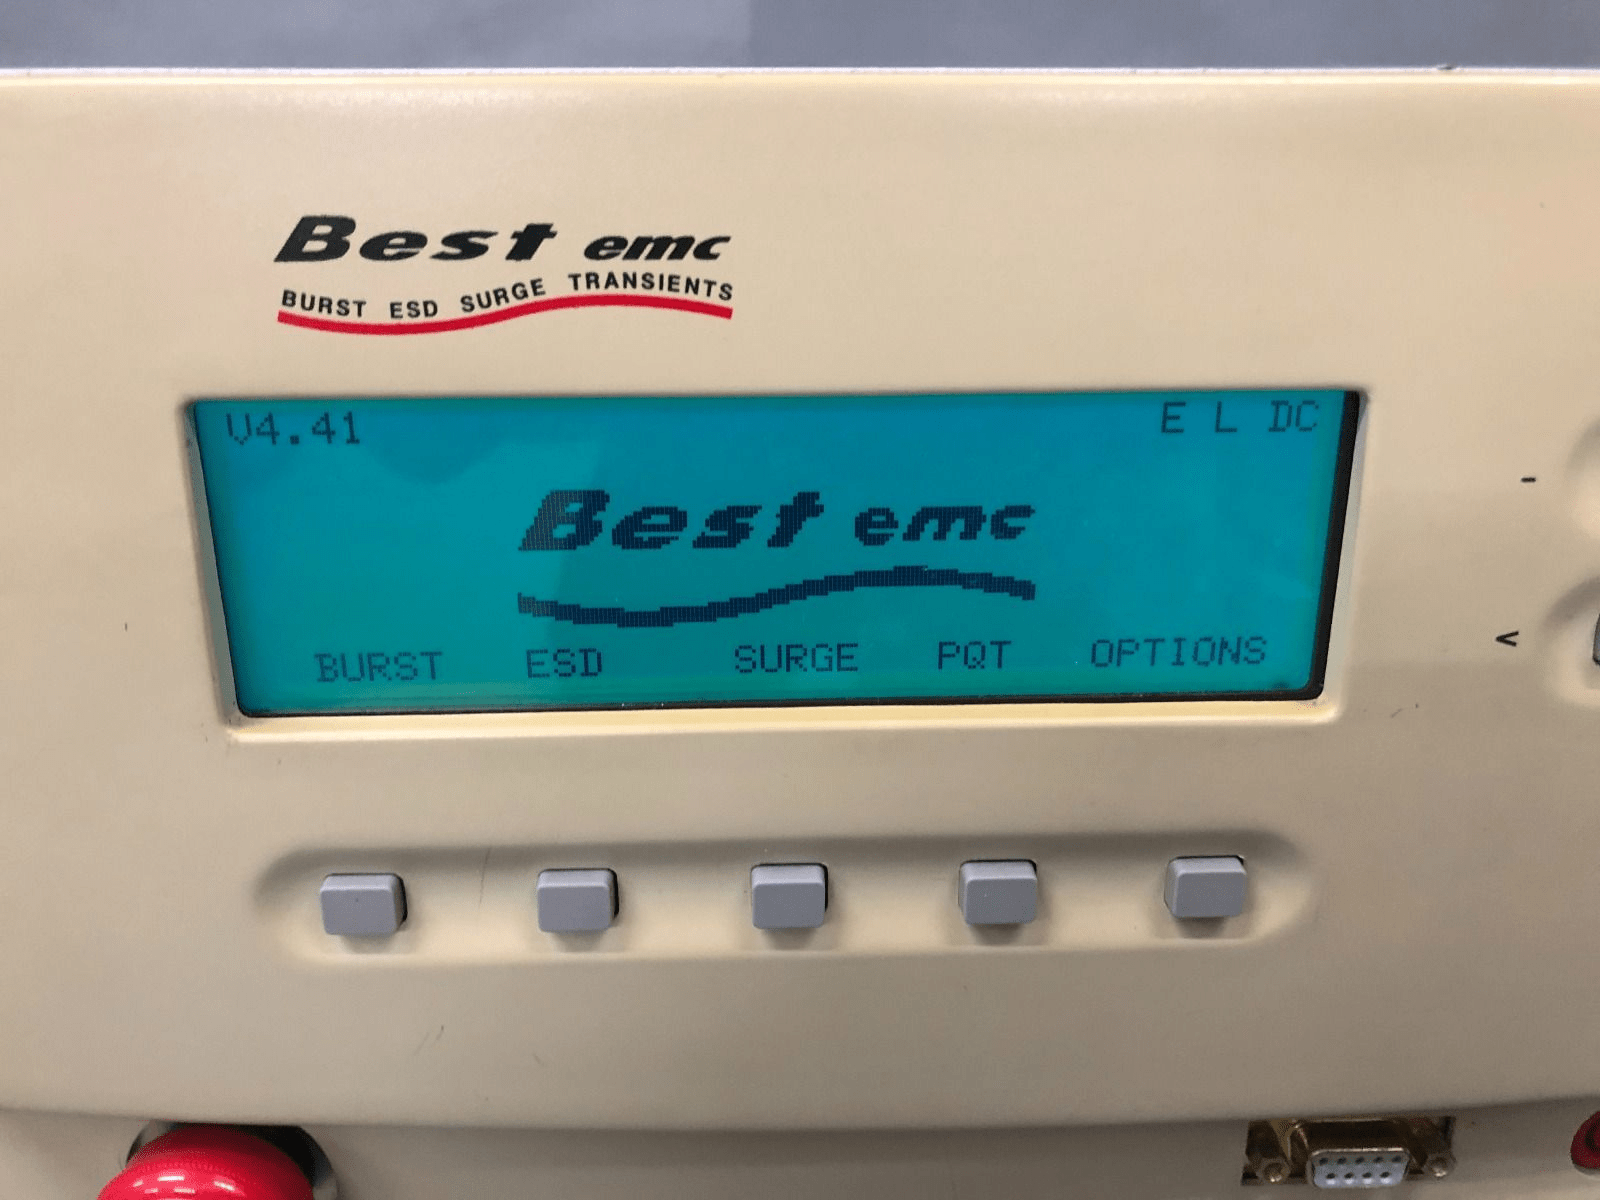 Best emc
BURST ESD SURGE TRANSIENTS
V4.41 E L DC
Best emc
BURST ESD SURGE PQT OPTIONS
-
<